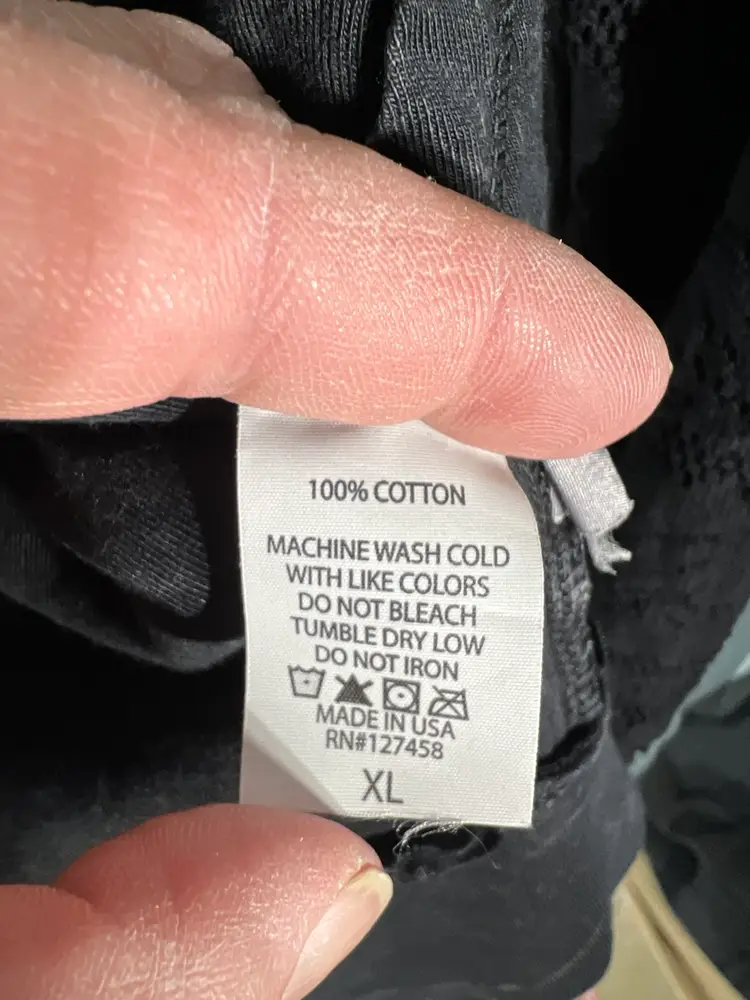 100% COTTON
MACHINE WASH COLD
WITH LIKE COLORS
DO NOT BLEACH
TUMBLE DRY LOW
DO NOT IRON
MADE IN USA
RN#127458
XL